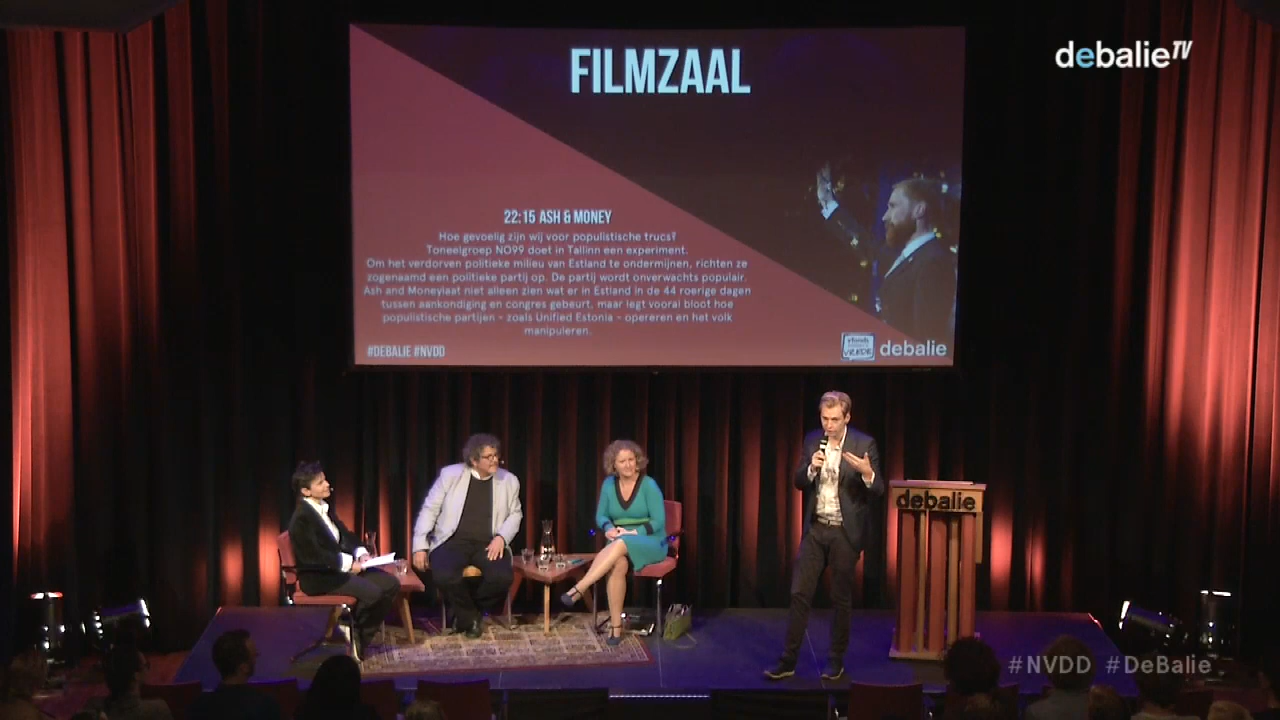 debalieTV
FILMZAAL
22:15 ASH & MONEY
Hoe gevoelig zijn wij voor populistische trucs?
Toneelgroep NO99 doet in Tallinn een experiment.
Om het verdorven politieke milieu van Estland te ondermijnen, richten ze
zogenaamd een politieke partij op. De partij wordt onverwachts populair.
Ash and Moneylaat niet alleen zien wat er in Estland in de 44 roerige dagen
tussen aankondiging en congres gebeurt, maar legt vooral bloot hoe
populistische partijen - zoals Unified Estonia - opereren en het volk
manipuleren.
#DEBALIE #NVDD
vfonds
VREDE
debalie
debalie
#NVDD #DeBalie